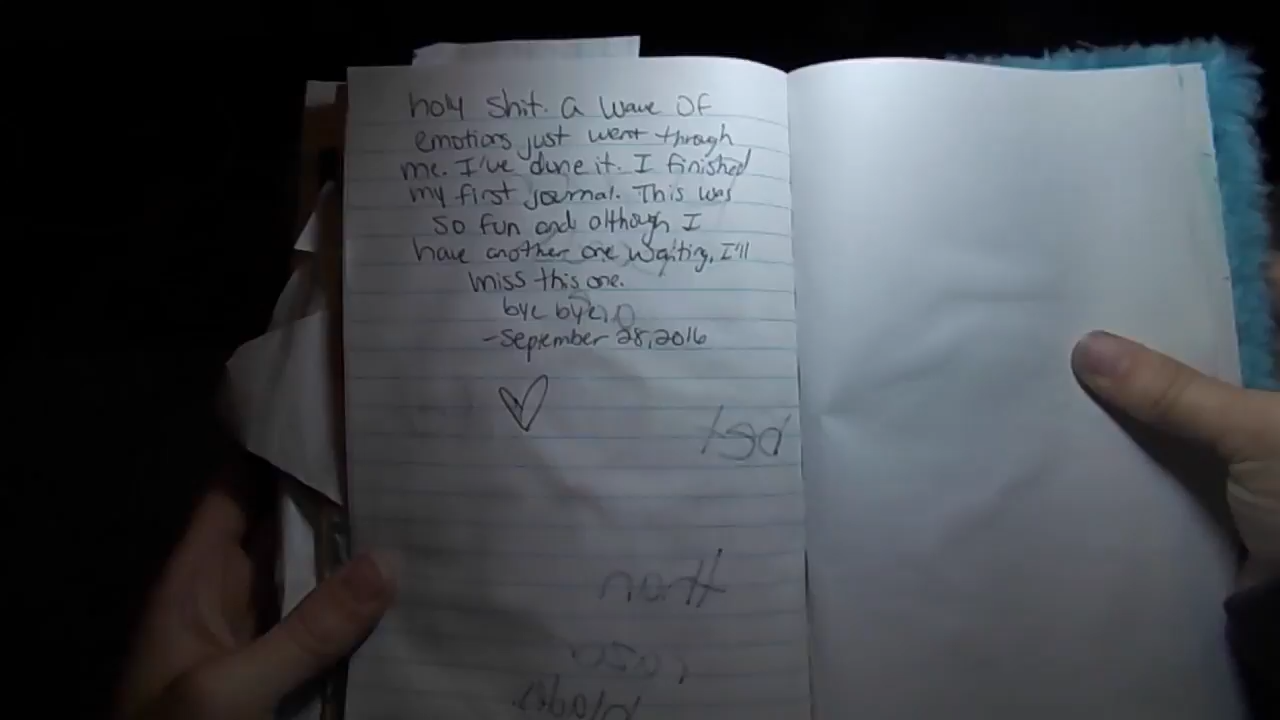 holy shit. a wave of
emotions just went through
me. I've done it. I finished
my first journal. This was
so fun and although I
have another one waiting, I'll
miss this one.
bye bye
-September 28, 2016